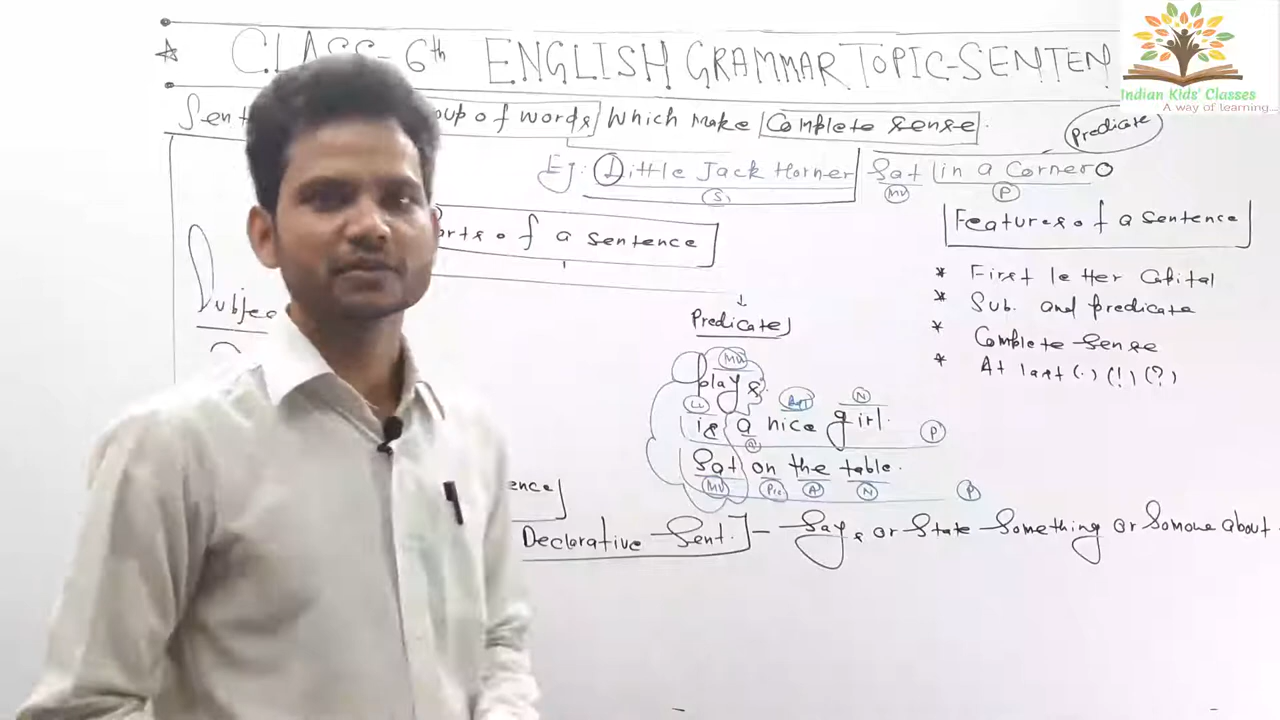 ☆ CLASS-6th ENGLISH GRAMMAR TOPIC-SENTEN
Indian Kids' Classes
A way of learning...
Sent oup of words which make Complete sense.
Predicate
Eg: Little Jack Horner Sat in a Corner
S MV P
Features of a sentence
arts of a sentence
* First letter Capital
* Sub. and predicate
* Complete sense
* At last (.) (!) (?)
Subjec
Predicate
MV
plays.
N
is a nice girl. P
Sat on the table.
MV Pre A N P
ence
Declarative Sent. - Says or State Something or Somone about.